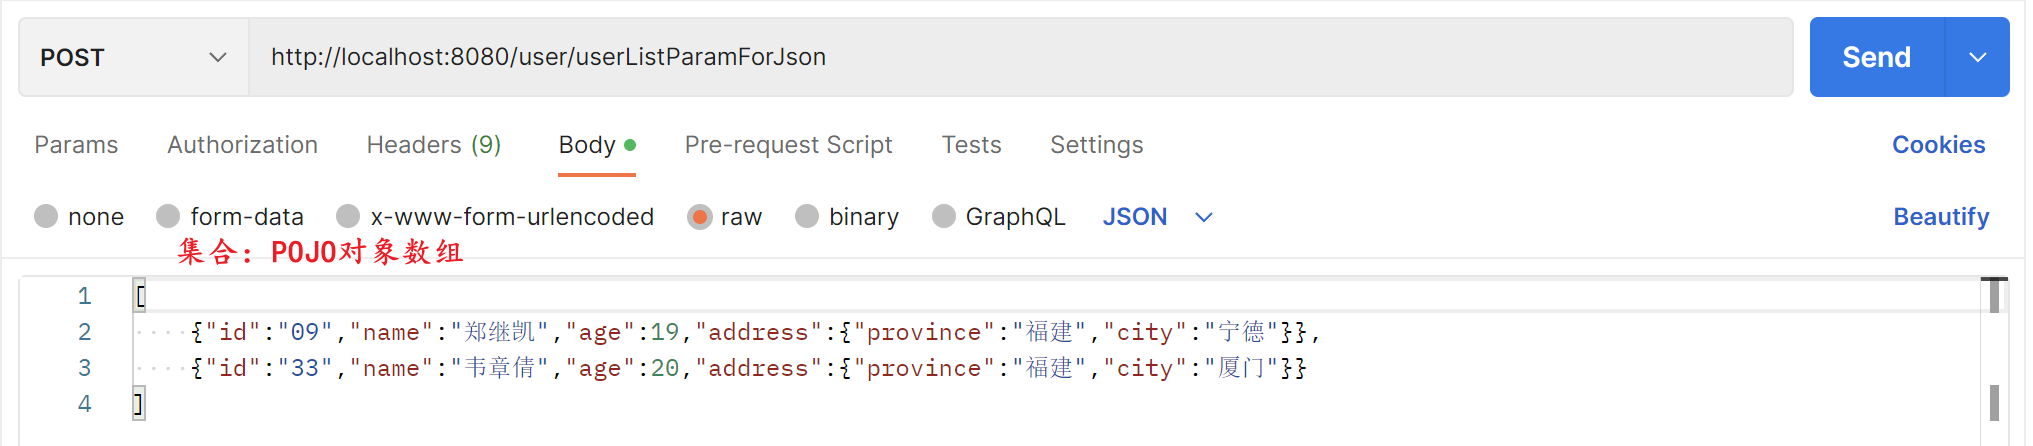 POST http://localhost:8080/user/userListParamForJson Send
Params Authorization Headers (9) Body Pre-request Script Tests Settings Cookies
none form-data x-www-form-urlencoded raw binary GraphQL JSON Beautify
集合：POJO对象数组
1 [
2 {"id":"09","name":"郑继凯","age":19,"address":{"province":"福建","city":"宁德"}},
3 {"id":"33","name":"韦章倩","age":20,"address":{"province":"福建","city":"厦门"}}
4 ]